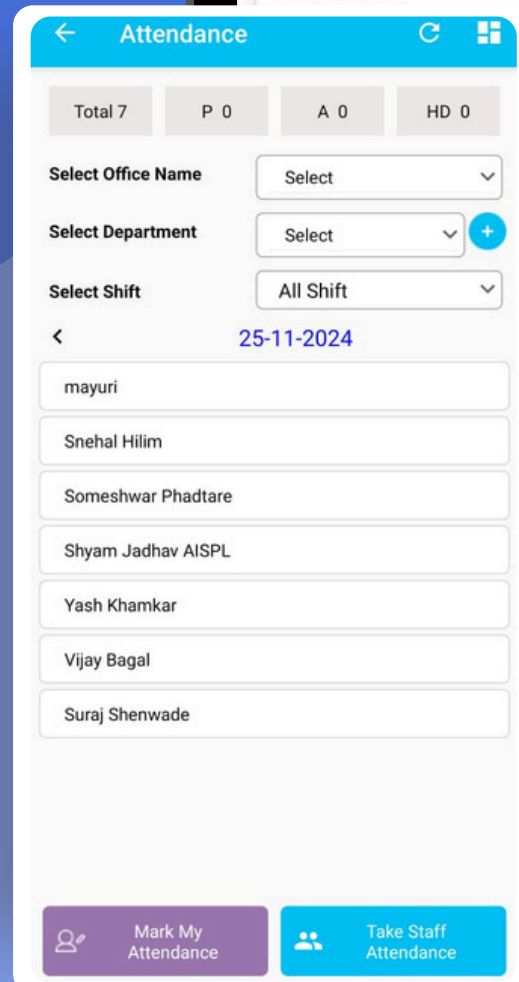 Attendance
Total 7 P 0 A 0 HD 0
Select Office Name Select
Select Department Select +
Select Shift All Shift
< 25-11-2024
mayuri
Snehal Hilim
Someshwar Phadtare
Shyam Jadhav AISPL
Yash Khamkar
Vijay Bagal
Suraj Shenwade
Mark My Take Staff
Attendance Attendance